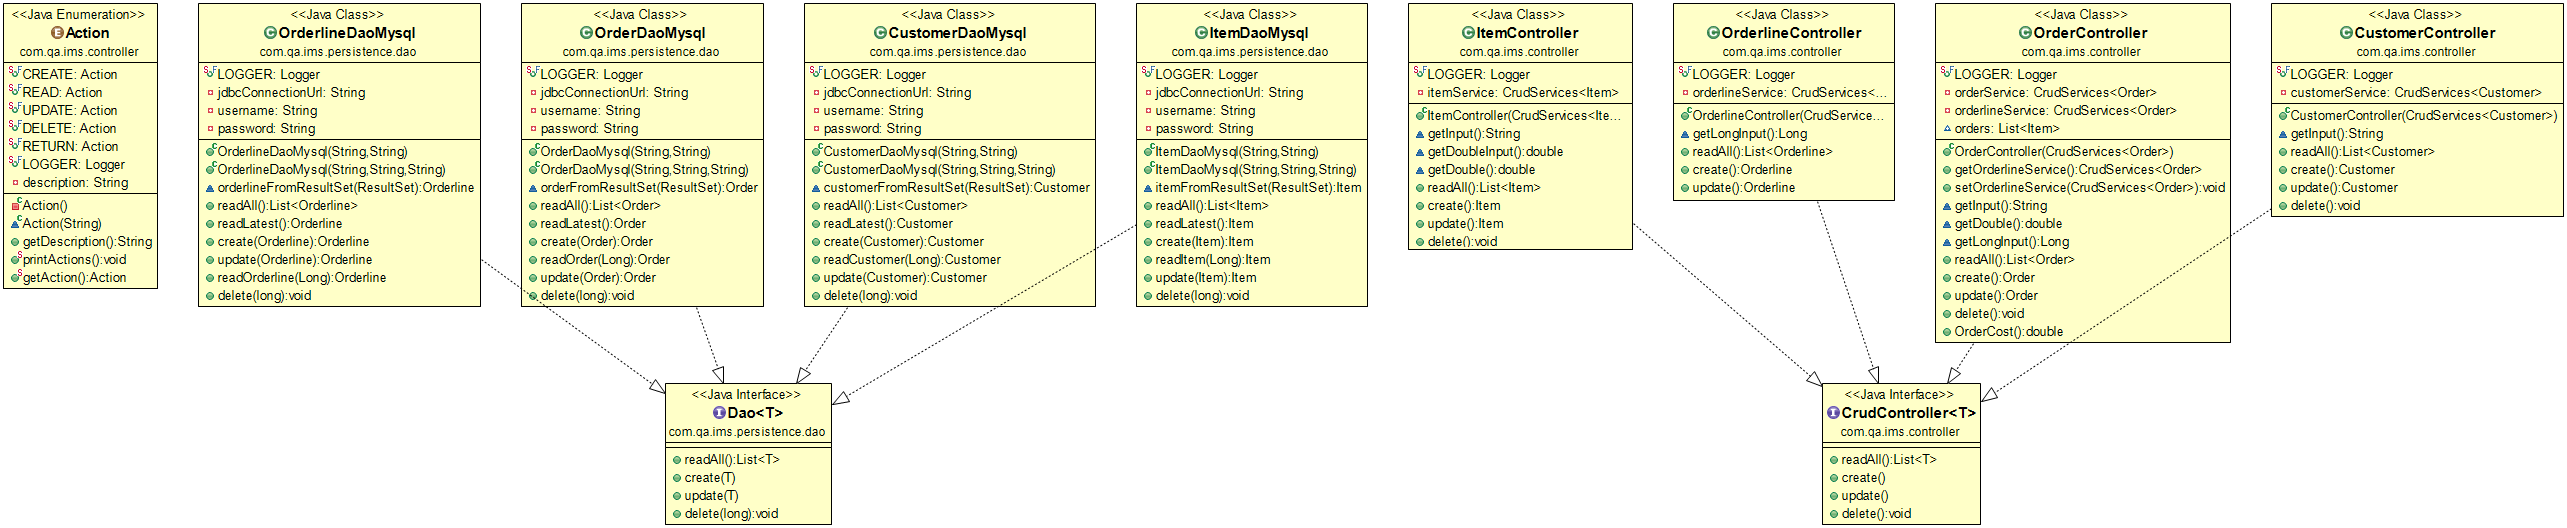 <<Java Enumeration>>
Action
com.qa.ims.controller
CREATE: Action
READ: Action
UPDATE: Action
DELETE: Action
RETURN: Action
LOGGER: Logger
description: String
Action()
Action(String)
getDescription():String
printActions():void
getAction():Action
<<Java Class>>
OrderlineDaoMysql
com.qa.ims.persistence.dao
LOGGER: Logger
jdbcConnectionUrl: String
username: String
password: String
OrderlineDaoMysql(String,String)
OrderlineDaoMysql(String,String,String)
orderlineFromResultSet(ResultSet):Orderline
readAll():List<Orderline>
readLatest():Orderline
create(Orderline):Orderline
update(Orderline):Orderline
readOrderline(Long):Orderline
delete(long):void
<<Java Class>>
OrderDaoMysql
com.qa.ims.persistence.dao
LOGGER: Logger
jdbcConnectionUrl: String
username: String
password: String
OrderDaoMysql(String,String)
OrderDaoMysql(String,String,String)
orderFromResultSet(ResultSet):Order
readAll():List<Order>
readLatest():Order
create(Order):Order
readOrder(Long):Order
update(Order):Order
delete(long):void
<<Java Class>>
CustomerDaoMysql
com.qa.ims.persistence.dao
LOGGER: Logger
jdbcConnectionUrl: String
username: String
password: String
CustomerDaoMysql(String,String)
CustomerDaoMysql(String,String,String)
customerFromResultSet(ResultSet):Customer
readAll():List<Customer>
readLatest():Customer
create(Customer):Customer
readCustomer(Long):Customer
update(Customer):Customer
delete(long):void
<<Java Class>>
ItemDaoMysql
com.qa.ims.persistence.dao
LOGGER: Logger
jdbcConnectionUrl: String
username: String
password: String
ItemDaoMysql(String,String)
ItemDaoMysql(String,String,String)
itemFromResultSet(ResultSet):Item
readAll():List<Item>
readLatest():Item
create(Item):Item
readItem(Long):Item
update(Item):Item
delete(long):void
<<Java Class>>
ItemController
com.qa.ims.controller
LOGGER: Logger
itemService: CrudServices<Item>
ItemController(CrudServices<Ite...
getInput():String
getDoubleInput():double
getDouble():double
readAll():List<Item>
create():Item
update():Item
delete():void
<<Java Class>>
OrderlineController
com.qa.ims.controller
LOGGER: Logger
orderlineService: CrudServices<...
OrderlineController(CrudService...
getLongInput():Long
readAll():List<Orderline>
create():Orderline
update():Orderline
<<Java Class>>
OrderController
com.qa.ims.controller
LOGGER: Logger
orderService: CrudServices<Order>
orderlineService: CrudServices<Order>
orders: List<Item>
OrderController(CrudServices<Order>)
getOrderlineService():CrudServices<Order>
setOrderlineService(CrudServices<Order>):void
getInput():String
getDouble():double
getLongInput():Long
readAll():List<Order>
create():Order
update():Order
delete():void
OrderCost():double
<<Java Class>>
CustomerController
com.qa.ims.controller
LOGGER: Logger
customerService: CrudServices<Customer>
CustomerController(CrudServices<Customer>)
getInput():String
readAll():List<Customer>
create():Customer
update():Customer
delete():void
<<Java Interface>>
Dao<T>
com.qa.ims.persistence.dao
readAll():List<T>
create(T)
update(T)
delete(long):void
<<Java Interface>>
CrudController<T>
com.qa.ims.controller
readAll():List<T>
create()
update()
delete():void